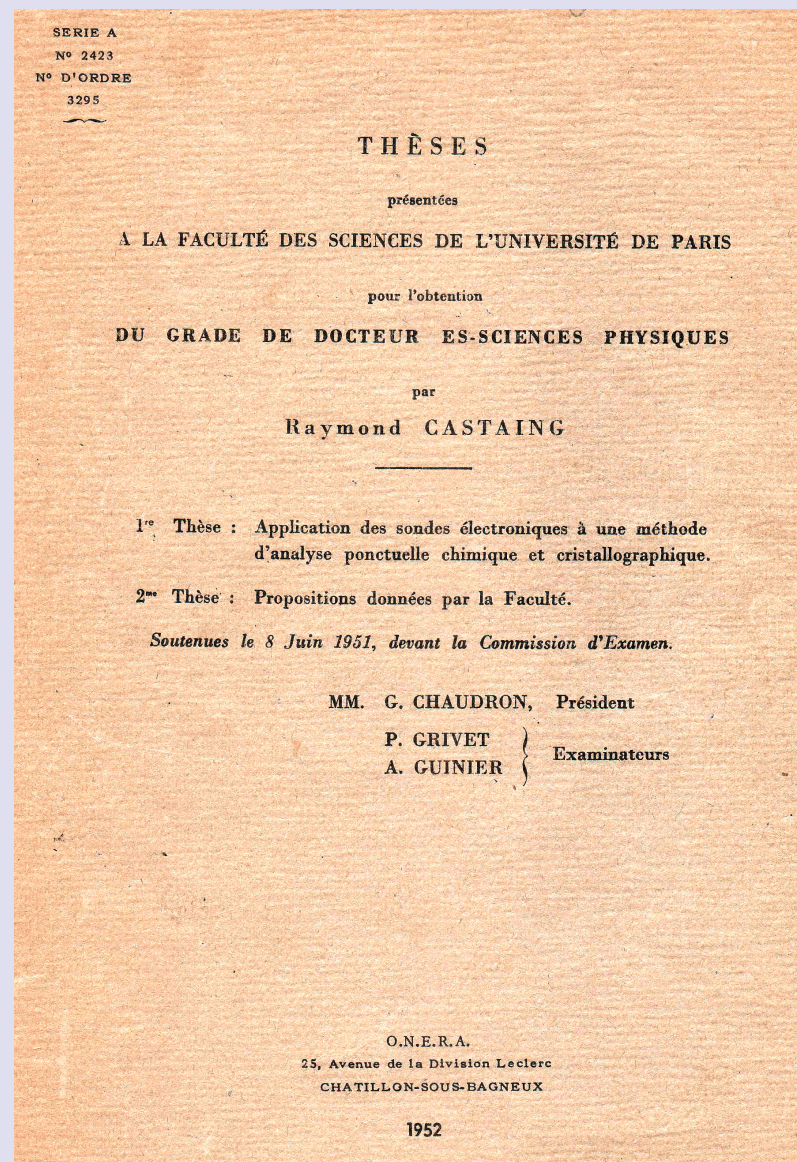 SERIE A
Nº 2423
Nº D'ORDRE
3295
THÈSES
présentées
A LA FACULTÉ DES SCIENCES DE L'UNIVERSITÉ DE PARIS
pour l'obtention
DU GRADE DE DOCTEUR ES-SCIENCES PHYSIQUES
par
Raymond CASTAING
1re Thèse : Application des sondes électroniques à une méthode
d'analyse ponctuelle chimique et cristallographique.
2me Thèse : Propositions données par la Faculté.
Soutenues le 8 Juin 1951, devant la Commission d'Examen.
MM. G. CHAUDRON, Président
P. GRIVET
A. GUINIER
Examinateurs
O.N.E.R.A.
25, Avenue de la Division Leclerc
CHATILLON-SOUS-BAGNEUX
1952